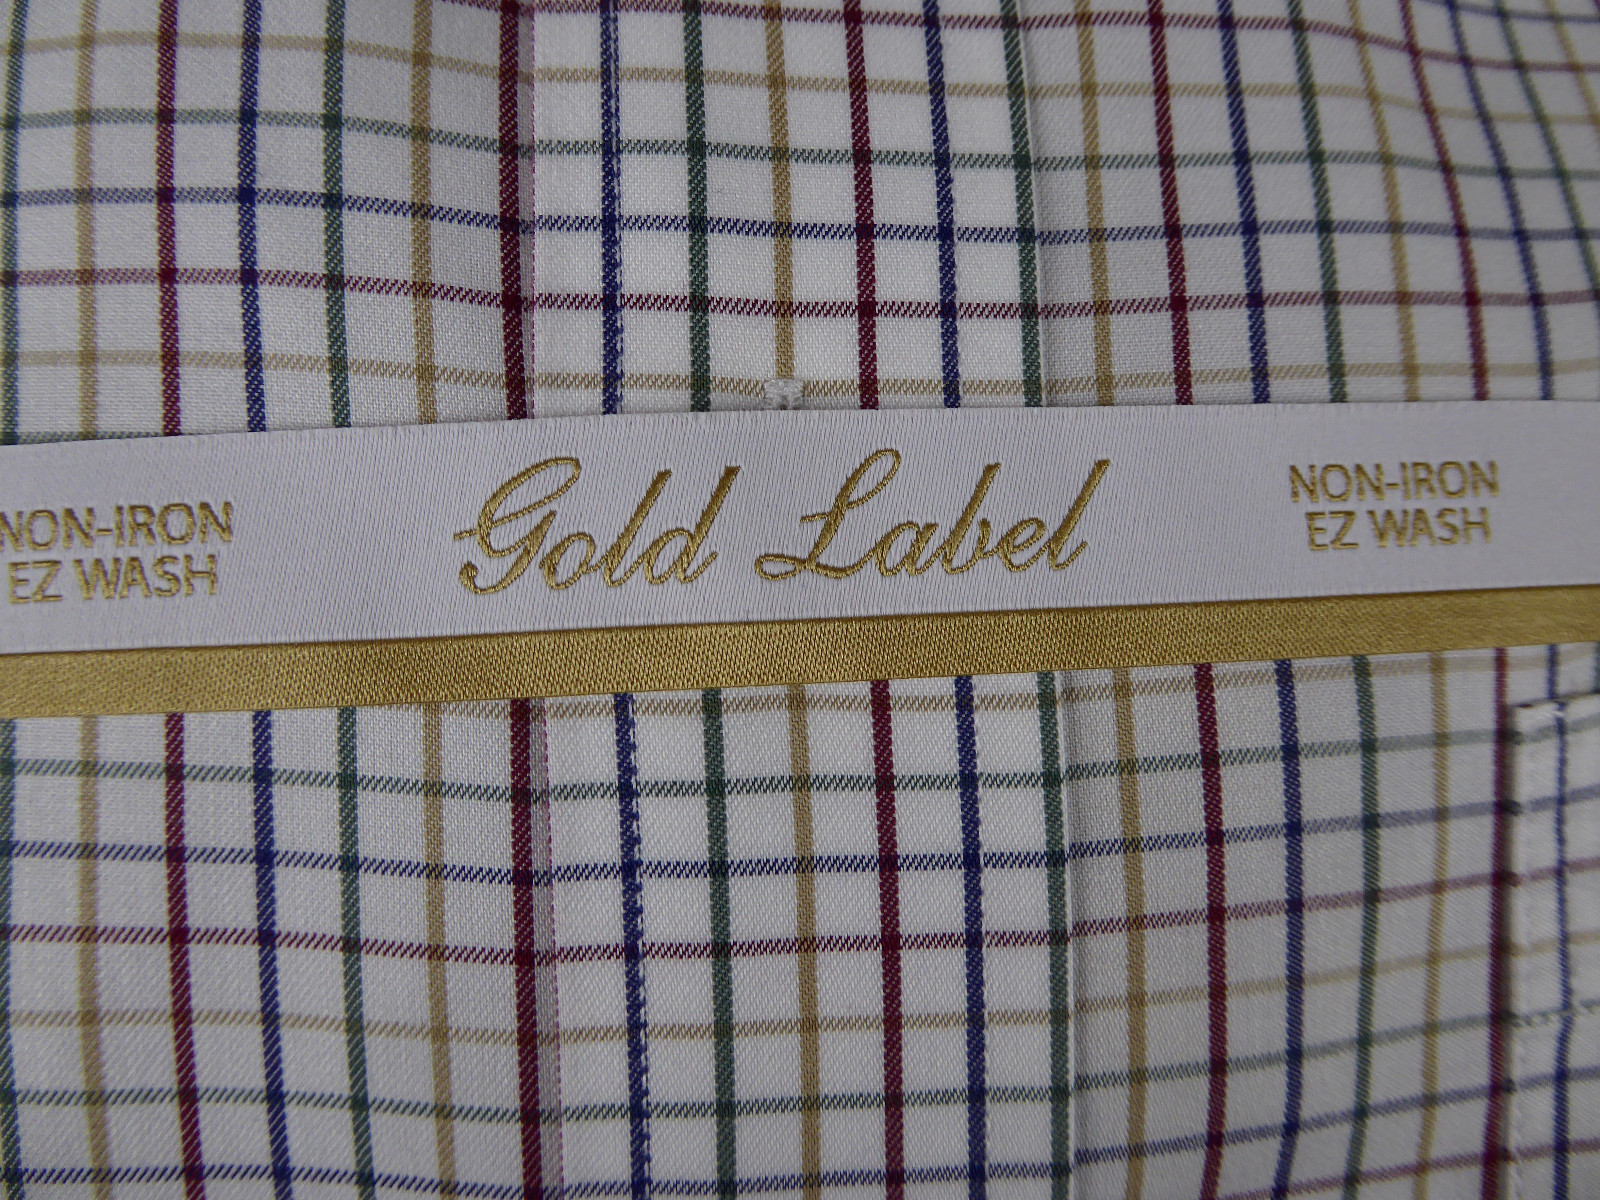 NON-IRON
EZ WASH
Gold Label
NON-IRON
EZ WASH